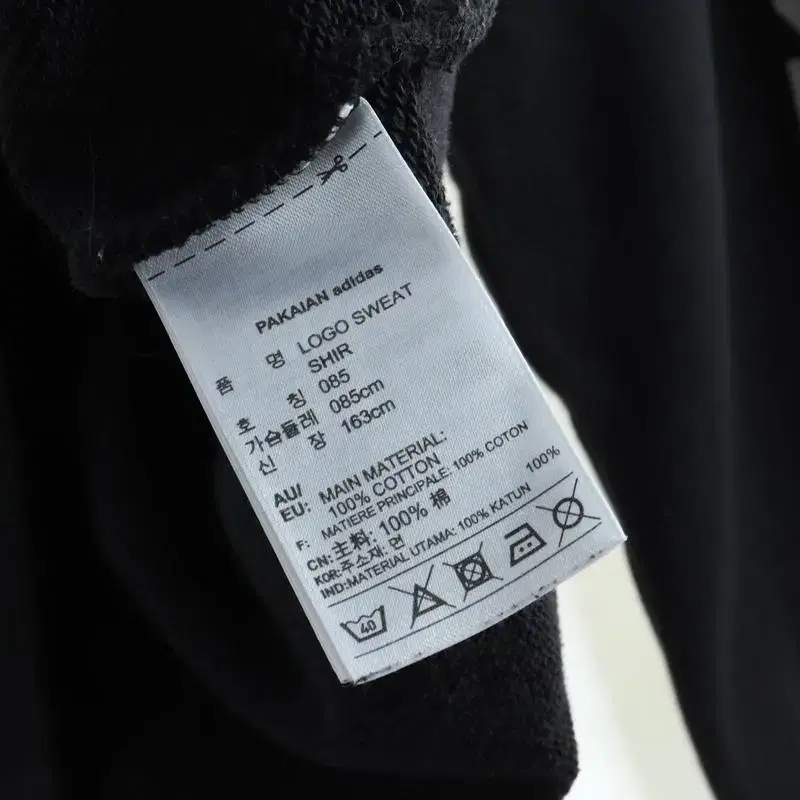 PAKAIAN adidas
품 명 LOGO SWEAT
SHIR
호 칭 085
가슴둘레 085cm
신 장 163cm
AU/
EU: MAIN MATERIAL:
100% COTTON
F: MATIERE PRINCIPALE: 100% COTON
CN: 主料: 100% 棉
KOR:주소재: 면 100%
IND:MATERIAL UTAMA: 100% KATUN
40